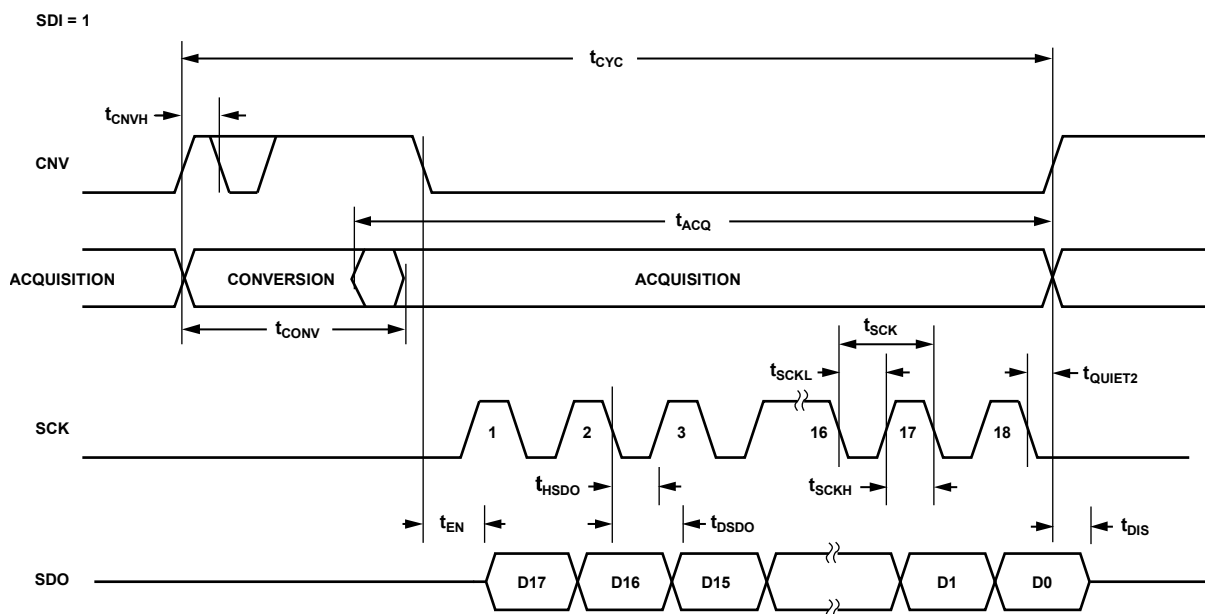 SDI = 1
tCYC
tCNVH
CNV
tACQ
ACQUISITION
CONVERSION
ACQUISITION
tCONV
tSCK
tSCKL
tQUIET2
SCK
1
2
3
16
17
18
tHSDO
tSCKH
tEN
tDSDO
tDIS
SDO
D17
D16
D15
D1
D0